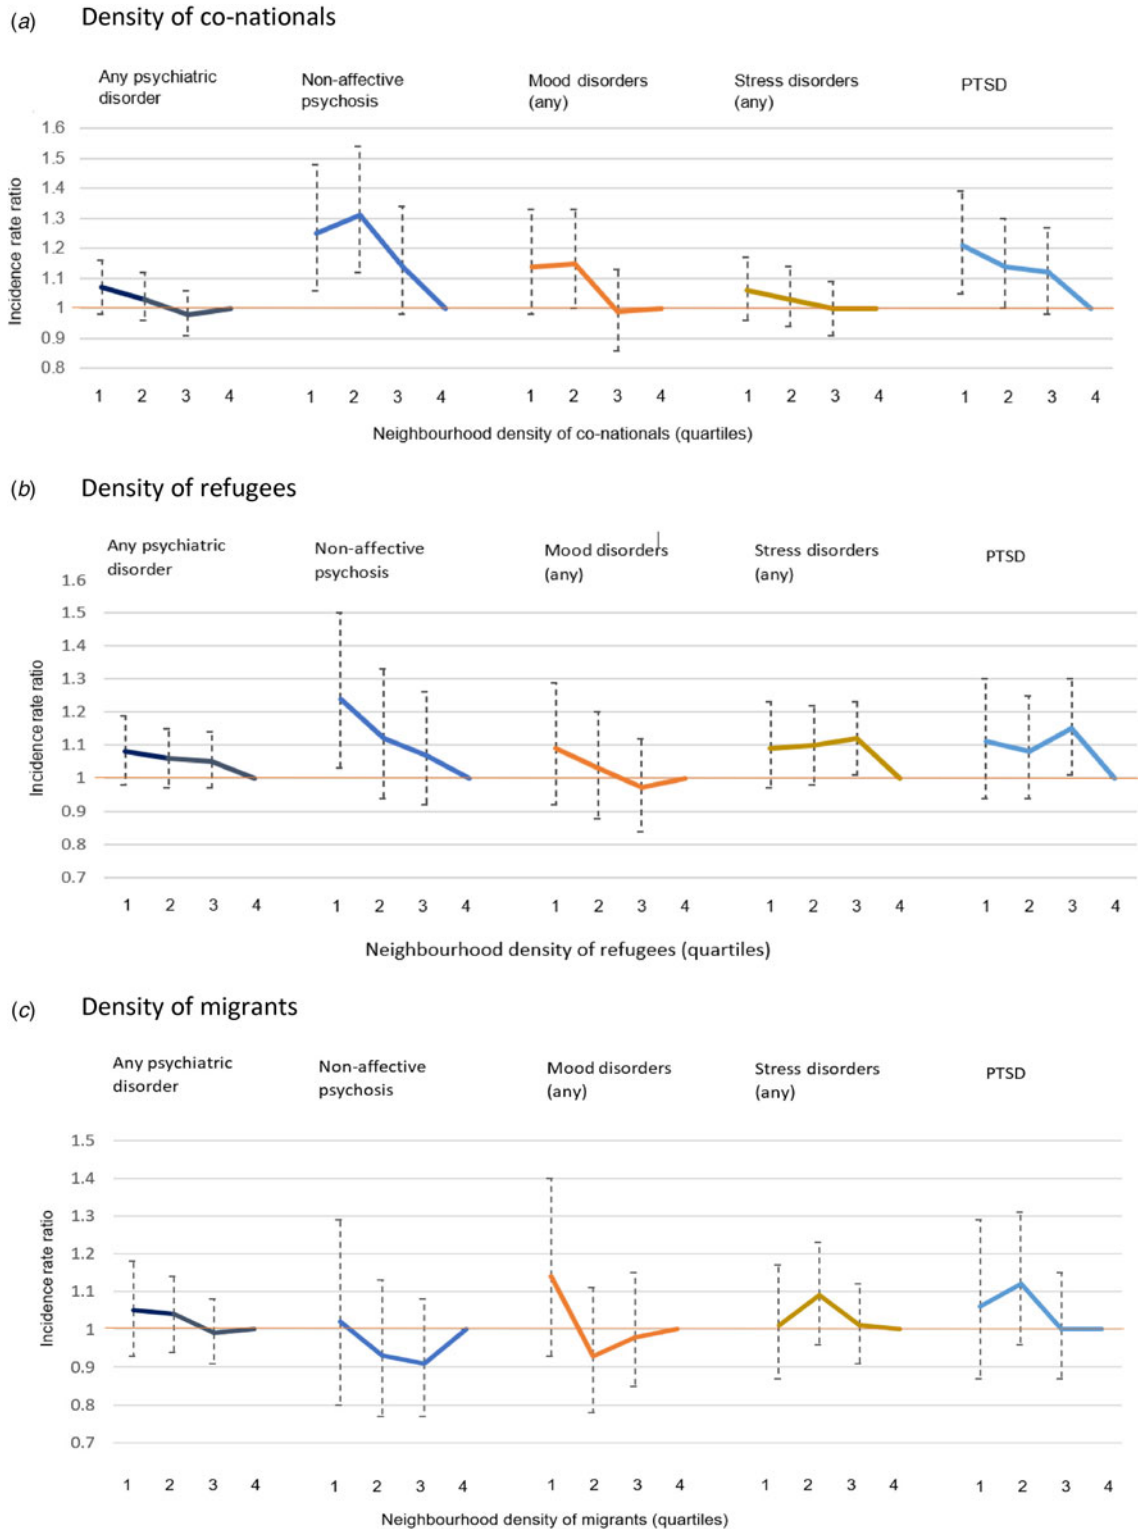 (a) Density of co-nationals
Any psychiatric
disorder
Non-affective
psychosis
Mood disorders
(any)
Stress disorders
(any)
PTSD
Incidence rate ratio
1.6
1.5
1.4
1.3
1.2
1.1
1
0.9
0.8
1 2 3 4 1 2 3 4 1 2 3 4 1 2 3 4 1 2 3 4
Neighbourhood density of co-nationals (quartiles)
(b) Density of refugees
Any psychiatric
disorder
Non-affective
psychosis
Mood disorders
(any)
Stress disorders
(any)
PTSD
Incidence rate ratio
1.6
1.5
1.4
1.3
1.2
1.1
1
0.9
0.8
0.7
1 2 3 4 1 2 3 4 1 2 3 4 1 2 3 4 1 2 3 4
Neighbourhood density of refugees (quartiles)
(c) Density of migrants
Any psychiatric
disorder
Non-affective
psychosis
Mood disorders
(any)
Stress disorders
(any)
PTSD
Incidence rate ratio
1.5
1.4
1.3
1.2
1.1
1
0.9
0.8
0.7
1 2 3 4 1 2 3 4 1 2 3 4 1 2 3 4 1 2 3 4
Neighbourhood density of migrants (quartiles)